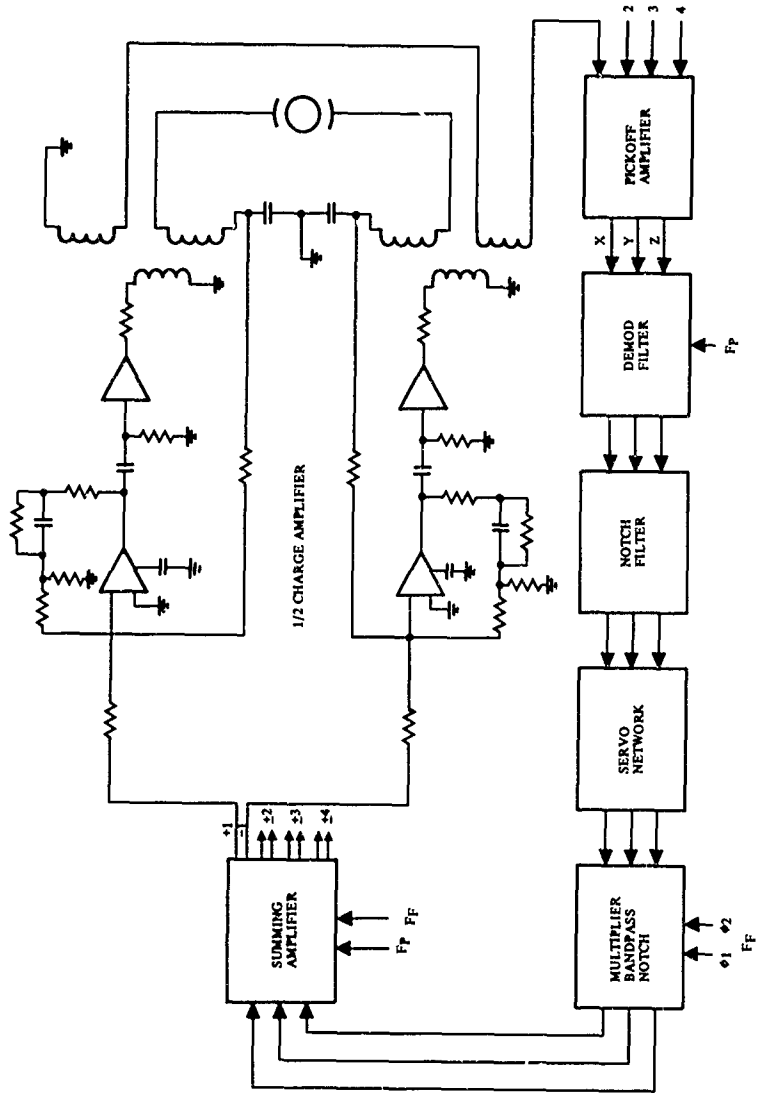 SUMMING
AMPLIFIER
+1
-
±2
±3
±4
FP
FF
1/2 CHARGE AMPLIFIER
2
3
4
PICKOFF
AMPLIFIER
X
Y
Z
DEMOD
FILTER
FP
NOTCH
FILTER
SERVO
NETWORK
MULTIPLIER
BANDPASS
NOTCH
Φ1
Φ2
FF